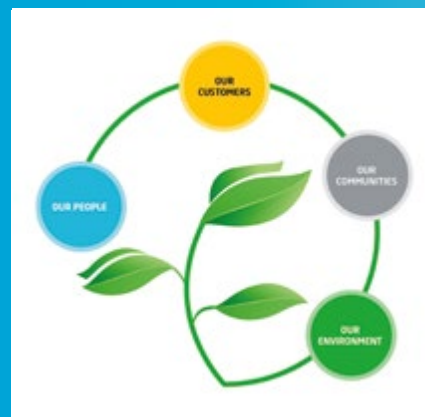 OUR
CUSTOMERS
OUR
COMMUNITIES
OUR PEOPLE
OUR
ENVIRONMENT